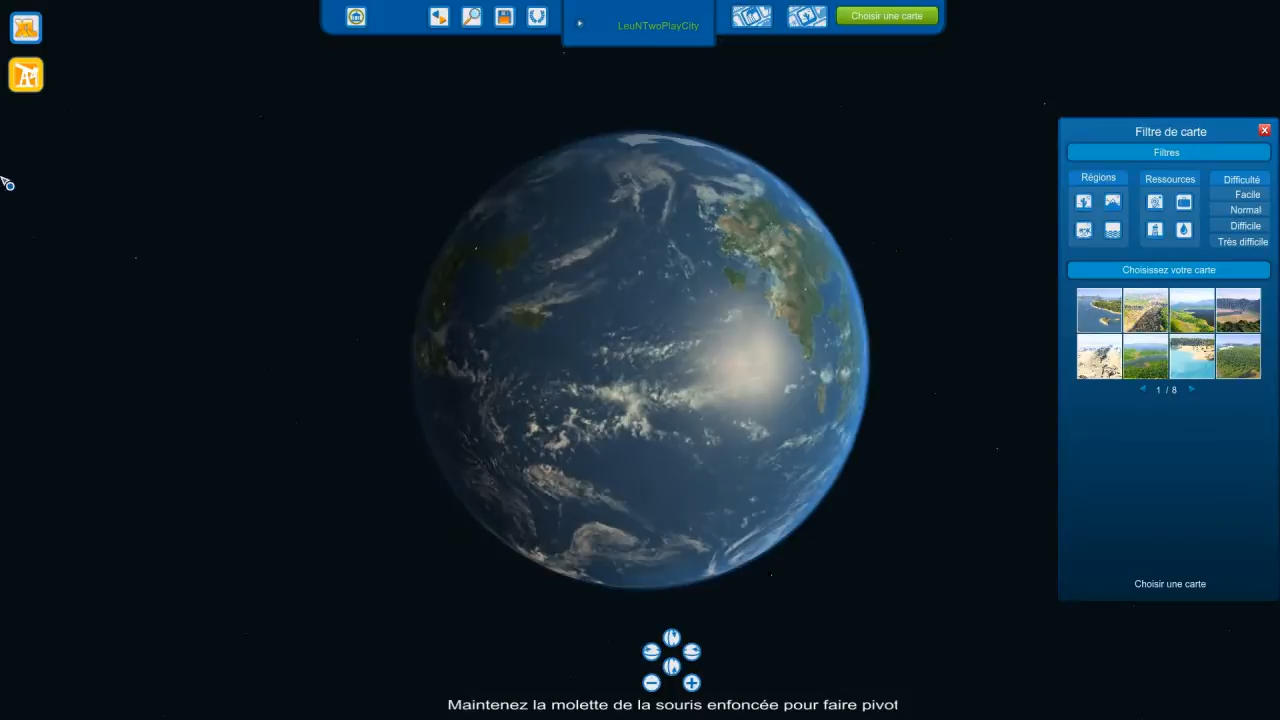 LeuNTwoPlayCity
Choisir une carte
Filtre de carte
Filtres
Régions
Ressources
Difficulté
Facile
Normal
Difficile
Très difficile
Choisissez votre carte
1 / 8
Choisir une carte
Maintenez la molette de la souris enfoncée pour faire pivot